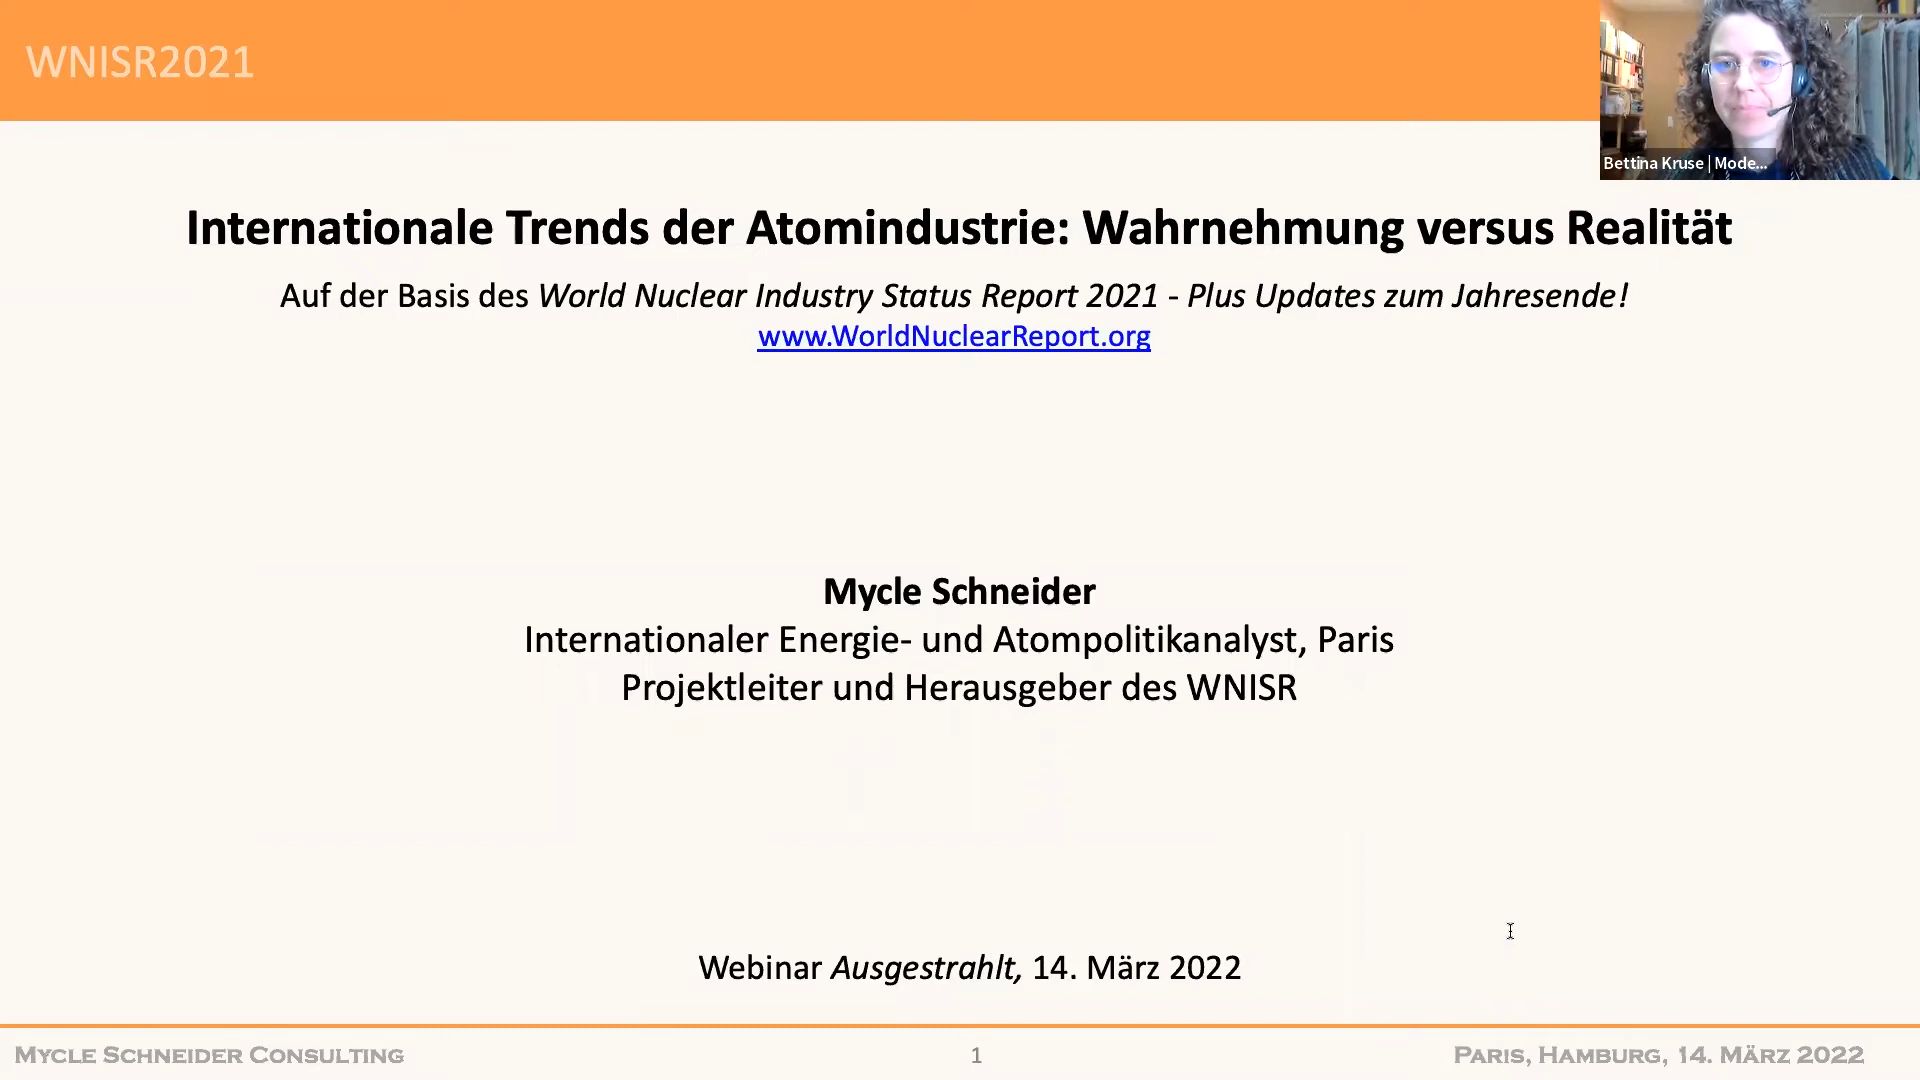 WNISR2021
Bettina Kruse | Mode...
Internationale Trends der Atomindustrie: Wahrnehmung versus Realität
Auf der Basis des World Nuclear Industry Status Report 2021 - Plus Updates zum Jahresende!
www.WorldNuclearReport.org
Mycle Schneider
Internationaler Energie- und Atompolitikanalyst, Paris
Projektleiter und Herausgeber des WNISR
Webinar Ausgestrahlt, 14. März 2022
Mycle Schneider Consulting
1
Paris, Hamburg, 14. März 2022